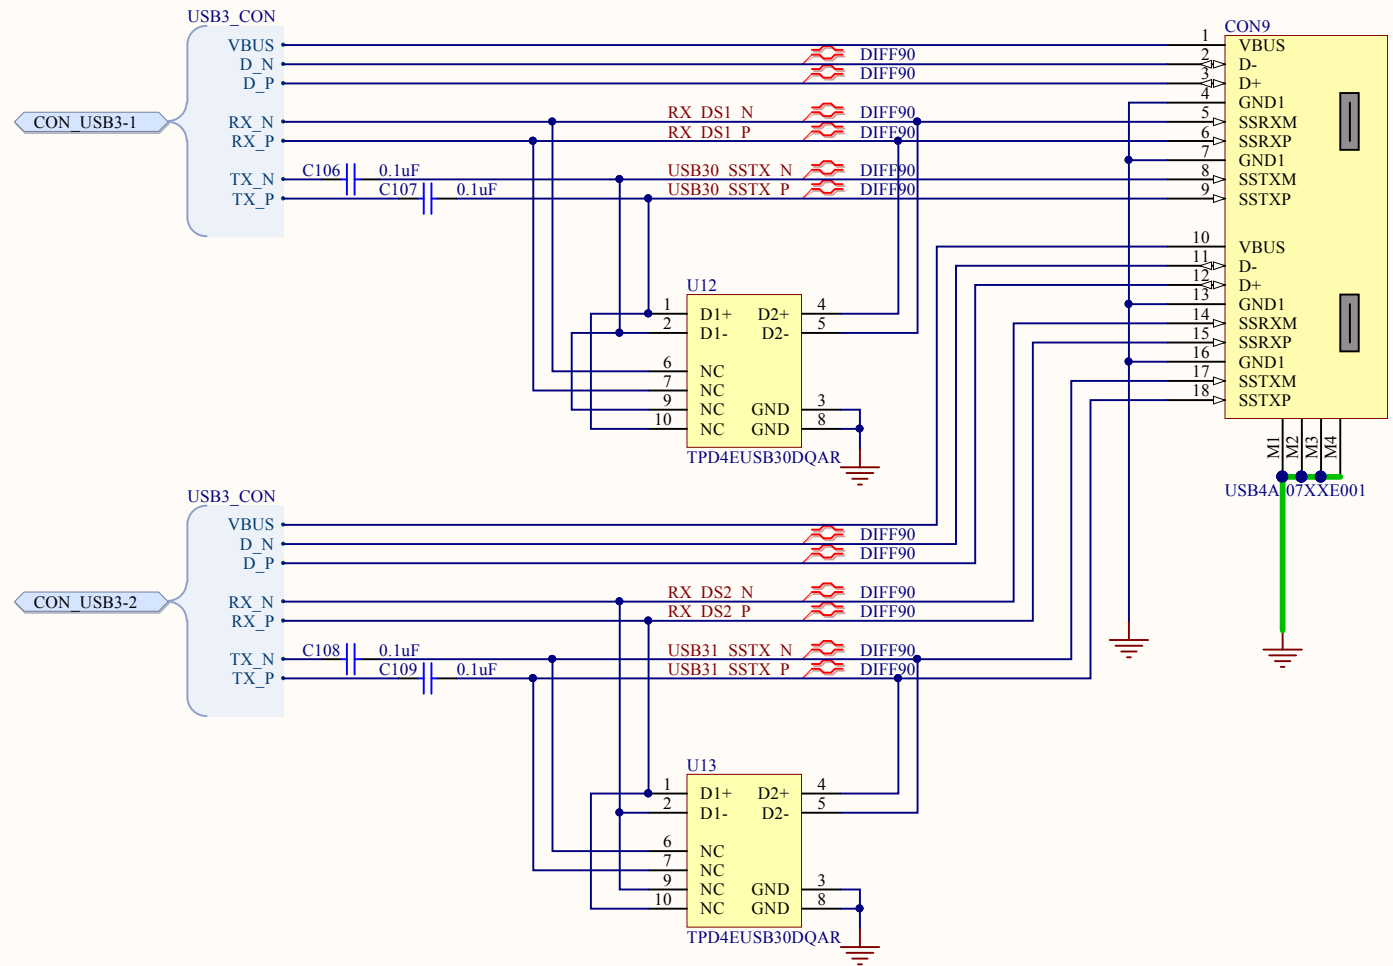 USB3_CON
CON9
VBUS
1
VBUS
D_N
DIFF90
2
D-
D_P
DIFF90
3
D+
4
GND1
CON_USB3-1
RX_N
RX_DS1_N
DIFF90
5
SSRXM
RX_P
RX_DS1_P
DIFF90
6
SSRXP
7
GND1
TX_N
C106
0.1uF
USB30_SSTX_N
DIFF90
8
SSTXM
TX_P
C107
0.1uF
USB30_SSTX_P
DIFF90
9
SSTXP
10
VBUS
11
D-
12
D+
13
GND1
14
SSRXM
15
SSRXP
16
GND1
17
SSTXM
18
SSTXP
M1
M2
M3
M4
USB4A 07XXE001
U12
1
D1+
D2+
4
2
D1-
D2-
5
6
NC
7
NC
9
NC
GND
3
10
NC
GND
8
TPD4EUSB30DQAR
USB3_CON
VBUS
D_N
DIFF90
D_P
DIFF90
CON_USB3-2
RX_N
RX_DS2_N
DIFF90
RX_P
RX_DS2_P
DIFF90
TX_N
C108
0.1uF
USB31_SSTX_N
DIFF90
TX_P
C109
0.1uF
USB31_SSTX_P
DIFF90
U13
1
D1+
D2+
4
2
D1-
D2-
5
6
NC
7
NC
9
NC
GND
3
10
NC
GND
8
TPD4EUSB30DQAR